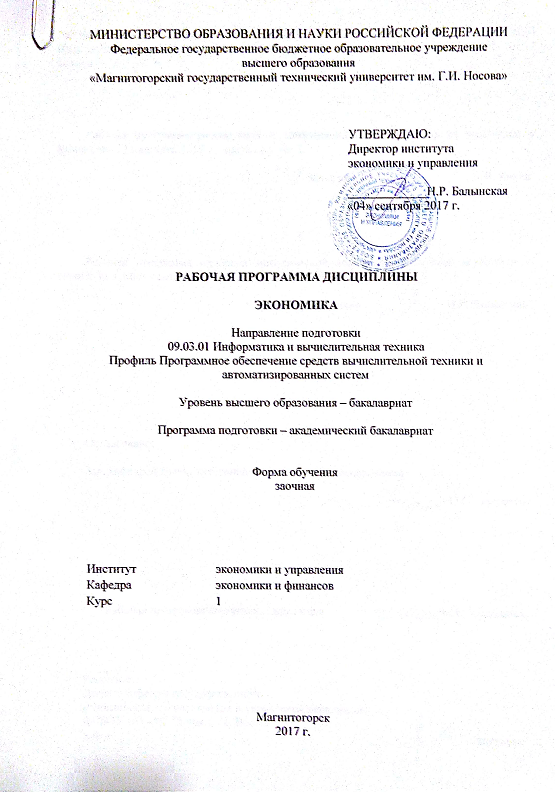 МИНИСТЕРСТВО ОБРАЗОВАНИЯ И НАУКИ РОССИЙСКОЙ ФЕДЕРАЦИИ
Федеральное государственное бюджетное образовательное учреждение
высшего образования
«Магнитогорский государственный технический университет им. Г.И. Носова»
УТВЕРЖДАЮ:
Директор института
экономики и управления
Н.Р. Балынская
«04» сентября 2017 г.
РАБОЧАЯ ПРОГРАММА ДИСЦИПЛИНЫ
ЭКОНОМИКА
Направление подготовки
09.03.01 Информатика и вычислительная техника
Профиль Программное обеспечение средств вычислительной техники и
автоматизированных систем
Уровень высшего образования – бакалавриат
Программа подготовки – академический бакалавриат
Форма обучения
заочная
Институт экономики и управления
Кафедра экономики и финансов
Курс 1
Магнитогорск
2017 г.